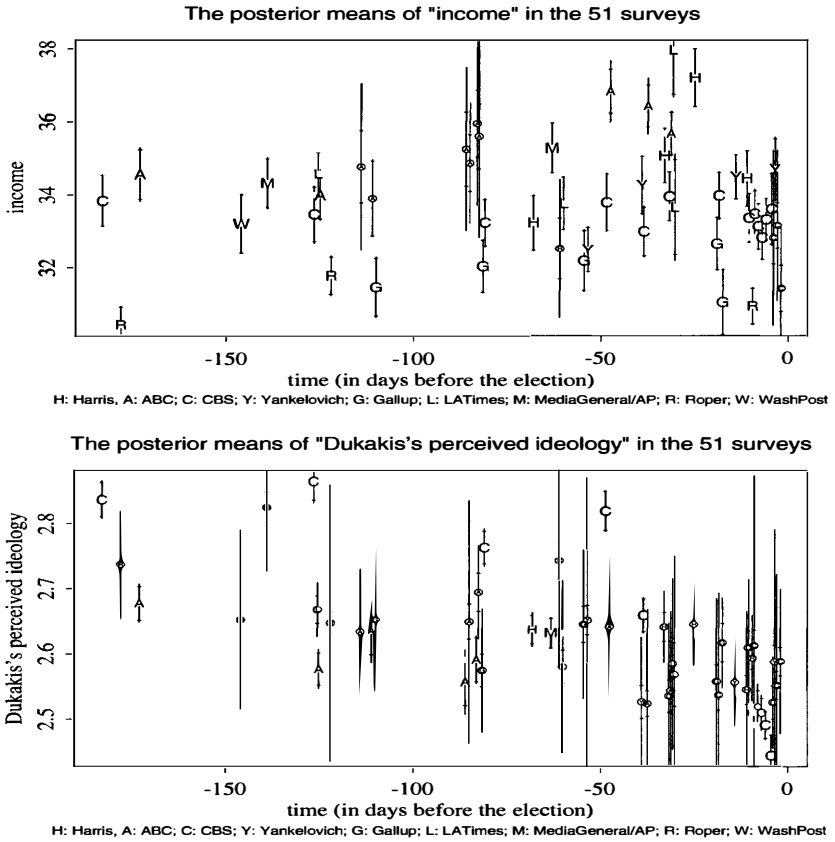 The posterior means of "income" in the 51 surveys
38
36
34
32
income
-150
-100
-50
0
time (in days before the election)
H: Harris, A: ABC; C: CBS; Y: Yankelovich; G: Gallup; L: LATimes; M: MediaGeneral/AP; R: Roper; W: WashPost
The posterior means of "Dukakis's perceived ideology" in the 51 surveys
2.8
2.7
2.6
2.5
Dukakis's perceived ideology
-150
-100
-50
0
time (in days before the election)
H: Harris, A: ABC; C: CBS; Y: Yankelovich; G: Gallup; L: LATimes; M: MediaGeneral/AP; R: Roper; W: WashPost